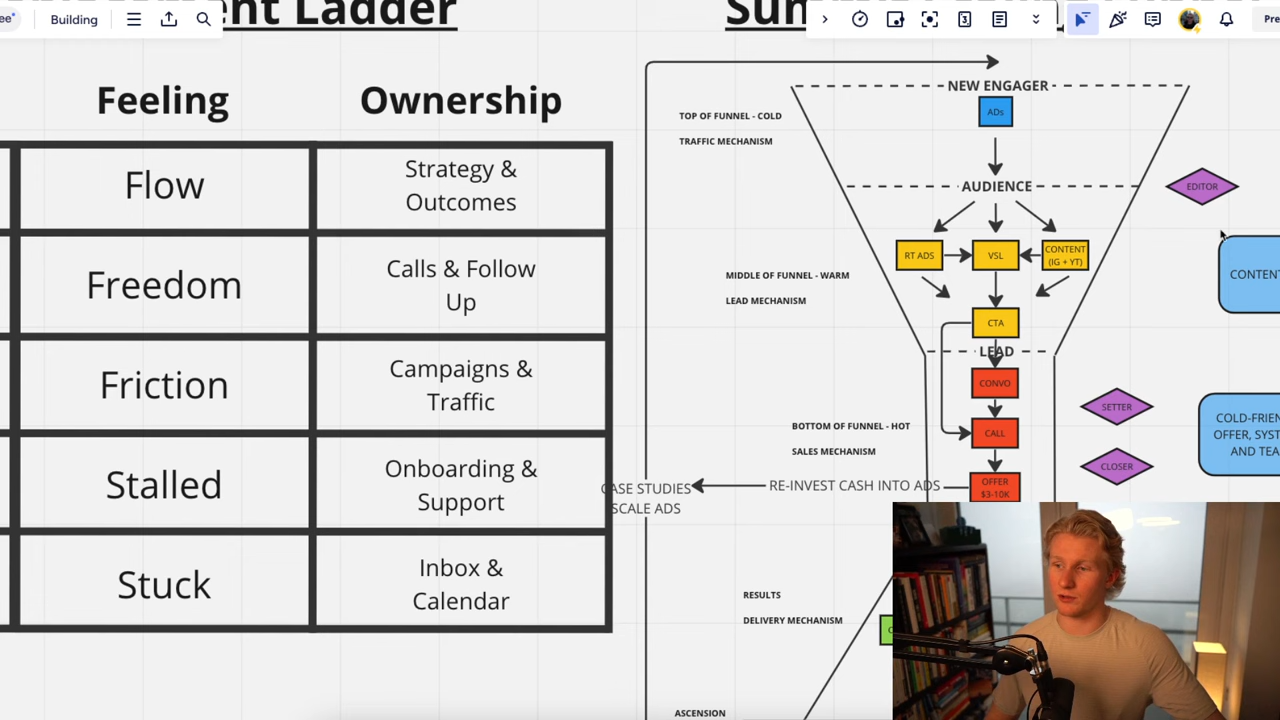 ee
Building
3
Pre
nt Ladder
Feeling
Ownership
Flow
Strategy &
Outcomes
Freedom
Calls & Follow
Up
Friction
Campaigns &
Traffic
Stalled
Onboarding &
Support
Stuck
Inbox &
Calendar
NEW ENGAGER
ADs
TOP OF FUNNEL - COLD
TRAFFIC MECHANISM
AUDIENCE
EDITOR
RT ADS
VSL
CONTENT
(IG + YT)
MIDDLE OF FUNNEL - WARM
LEAD MECHANISM
CONTENT
CTA
LEAD
CONVO
SETTER
CALL
BOTTOM OF FUNNEL - HOT
SALES MECHANISM
COLD-FRIEN
OFFER, SYST
AND TEA
CLOSER
OFFER
$3-10K
RE-INVEST CASH INTO ADS
CASE STUDIES
SCALE ADS
RESULTS
DELIVERY MECHANISM
ASCENSION